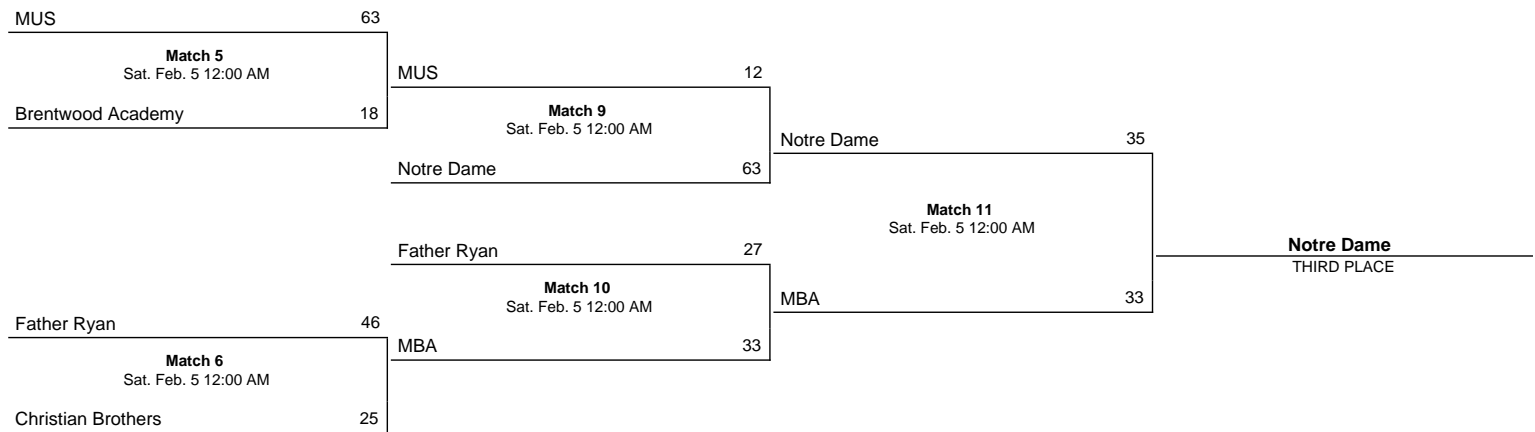 MUS 63
Match 5
Sat. Feb. 5 12:00 AM
Brentwood Academy 18
MUS 12
Match 9
Sat. Feb. 5 12:00 AM
Notre Dame 63
Notre Dame 35
Match 11
Sat. Feb. 5 12:00 AM
MBA 33
Notre Dame
THIRD PLACE
Father Ryan 27
Match 10
Sat. Feb. 5 12:00 AM
MBA 33
Father Ryan 46
Match 6
Sat. Feb. 5 12:00 AM
Christian Brothers 25